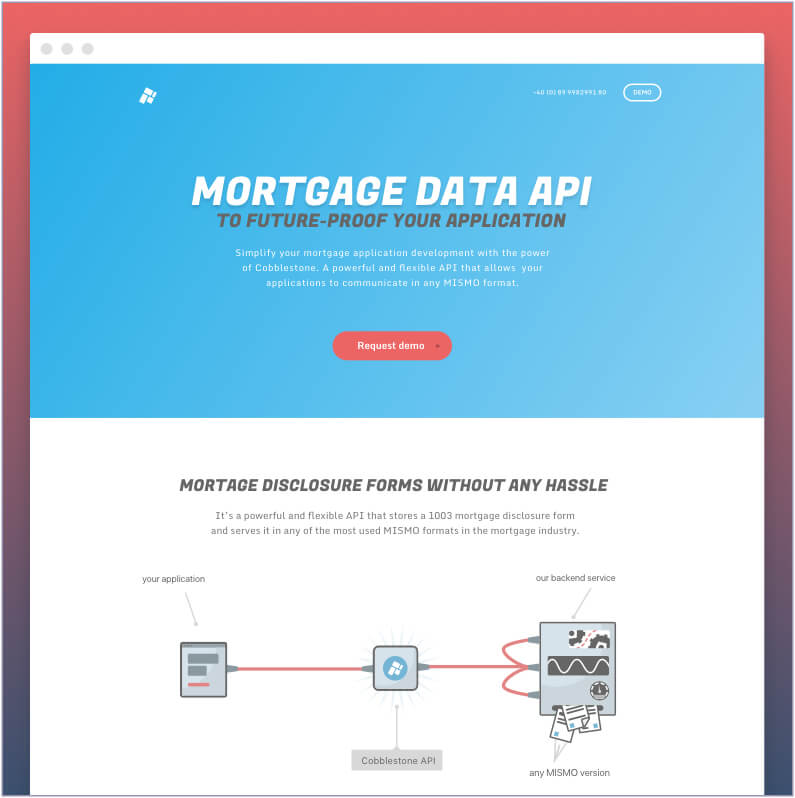 +40 (0) 89 9982991 80
DEMO
MORTGAGE DATA API
TO FUTURE-PROOF YOUR APPLICATION
Simplify your mortgage application development with the power
of Cobblestone. A powerful and flexible API that allows your
applications to communicate in any MISMO format.
Request demo
MORTAGE DISCLOSURE FORMS WITHOUT ANY HASSLE
It's a powerful and flexible API that stores a 1003 mortgage disclosure form
and serves it in any of the most used MISMO formats in the mortgage industry.
your application
our backend service
Cobblestone API
any MISMO version